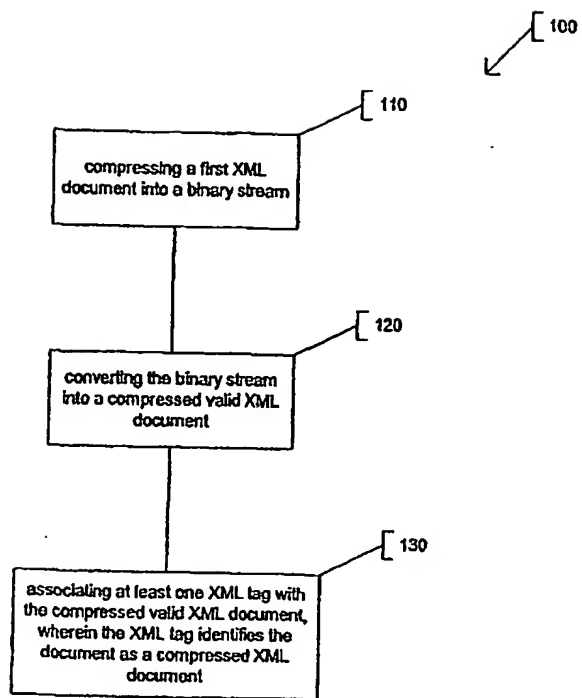 100
110
compressing a first XML
document into a binary stream
120
converting the binary stream
into a compressed valid XML
document
130
associating at least one XML tag with
the compressed valid XML document,
wherein the XML tag identifies the
document as a compressed XML
document